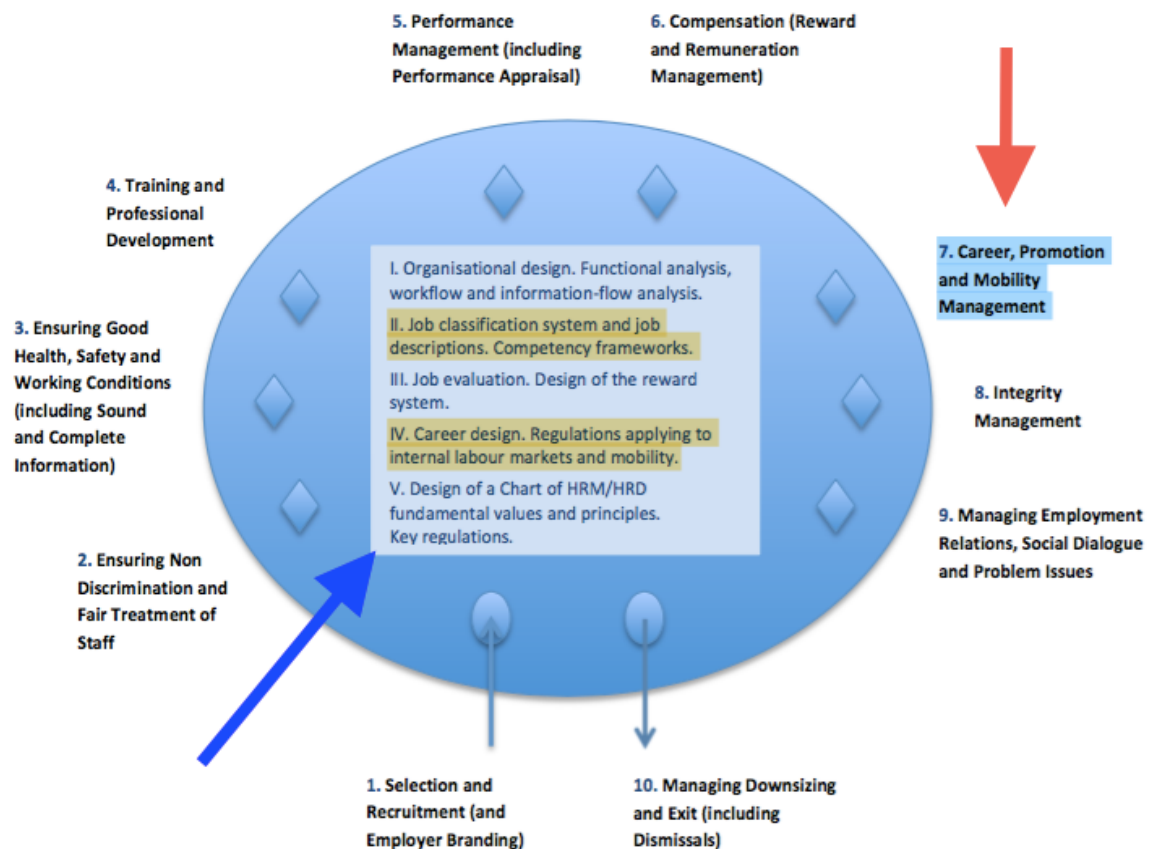 5. Performance
Management (including
Performance Appraisal)
6. Compensation (Reward
and Remuneration
Management)
4. Training and
Professional
Development
7. Career, Promotion
and Mobility
Management
I. Organisational design. Functional analysis,
workflow and information-flow analysis.
II. Job classification system and job
descriptions. Competency frameworks.
III. Job evaluation. Design of the reward
system.
IV. Career design. Regulations applying to
internal labour markets and mobility.
V. Design of a Chart of HRM/HRD
fundamental values and principles.
Key regulations.
3. Ensuring Good
Health, Safety and
Working Conditions
(including Sound
and Complete
Information)
8. Integrity
Management
2. Ensuring Non
Discrimination and
Fair Treatment of
Staff
9. Managing Employment
Relations, Social Dialogue
and Problem Issues
1. Selection and
Recruitment (and
Employer Branding)
10. Managing Downsizing
and Exit (including
Dismissals)